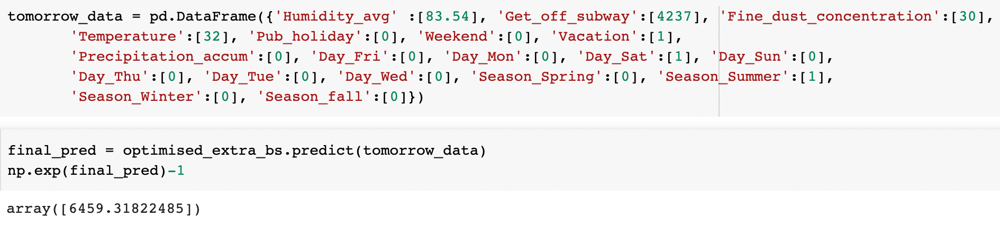 tomorrow_data = pd.DataFrame({'Humidity_avg' :[83.54], 'Get_off_subway':[4237], 'Fine_dust_concentration':[30],
'Temperature':[32], 'Pub_holiday':[0], 'Weekend':[0], 'Vacation':[1],
'Precipitation_accum':[0], 'Day_Fri':[0], 'Day_Mon':[0], 'Day_Sat':[1], 'Day_Sun':[0],
'Day_Thu':[0], 'Day_Tue':[0], 'Day_Wed':[0], 'Season_Spring':[0], 'Season_Summer':[1],
'Season_Winter':[0], 'Season_fall':[0]})
final_pred = optimised_extra_bs.predict(tomorrow_data)
np.exp(final_pred)-1
array([6459.31822485])